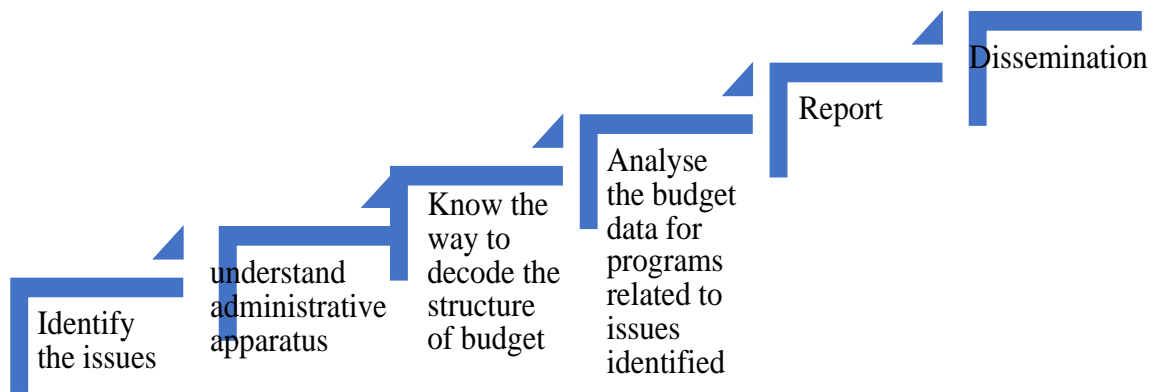 Identify
the issues
understand
administrative
apparatus
Know the
way to
decode the
structure
of budget
Analyse
the budget
data for
programs
related to
issues
identified
Report
Dissemination